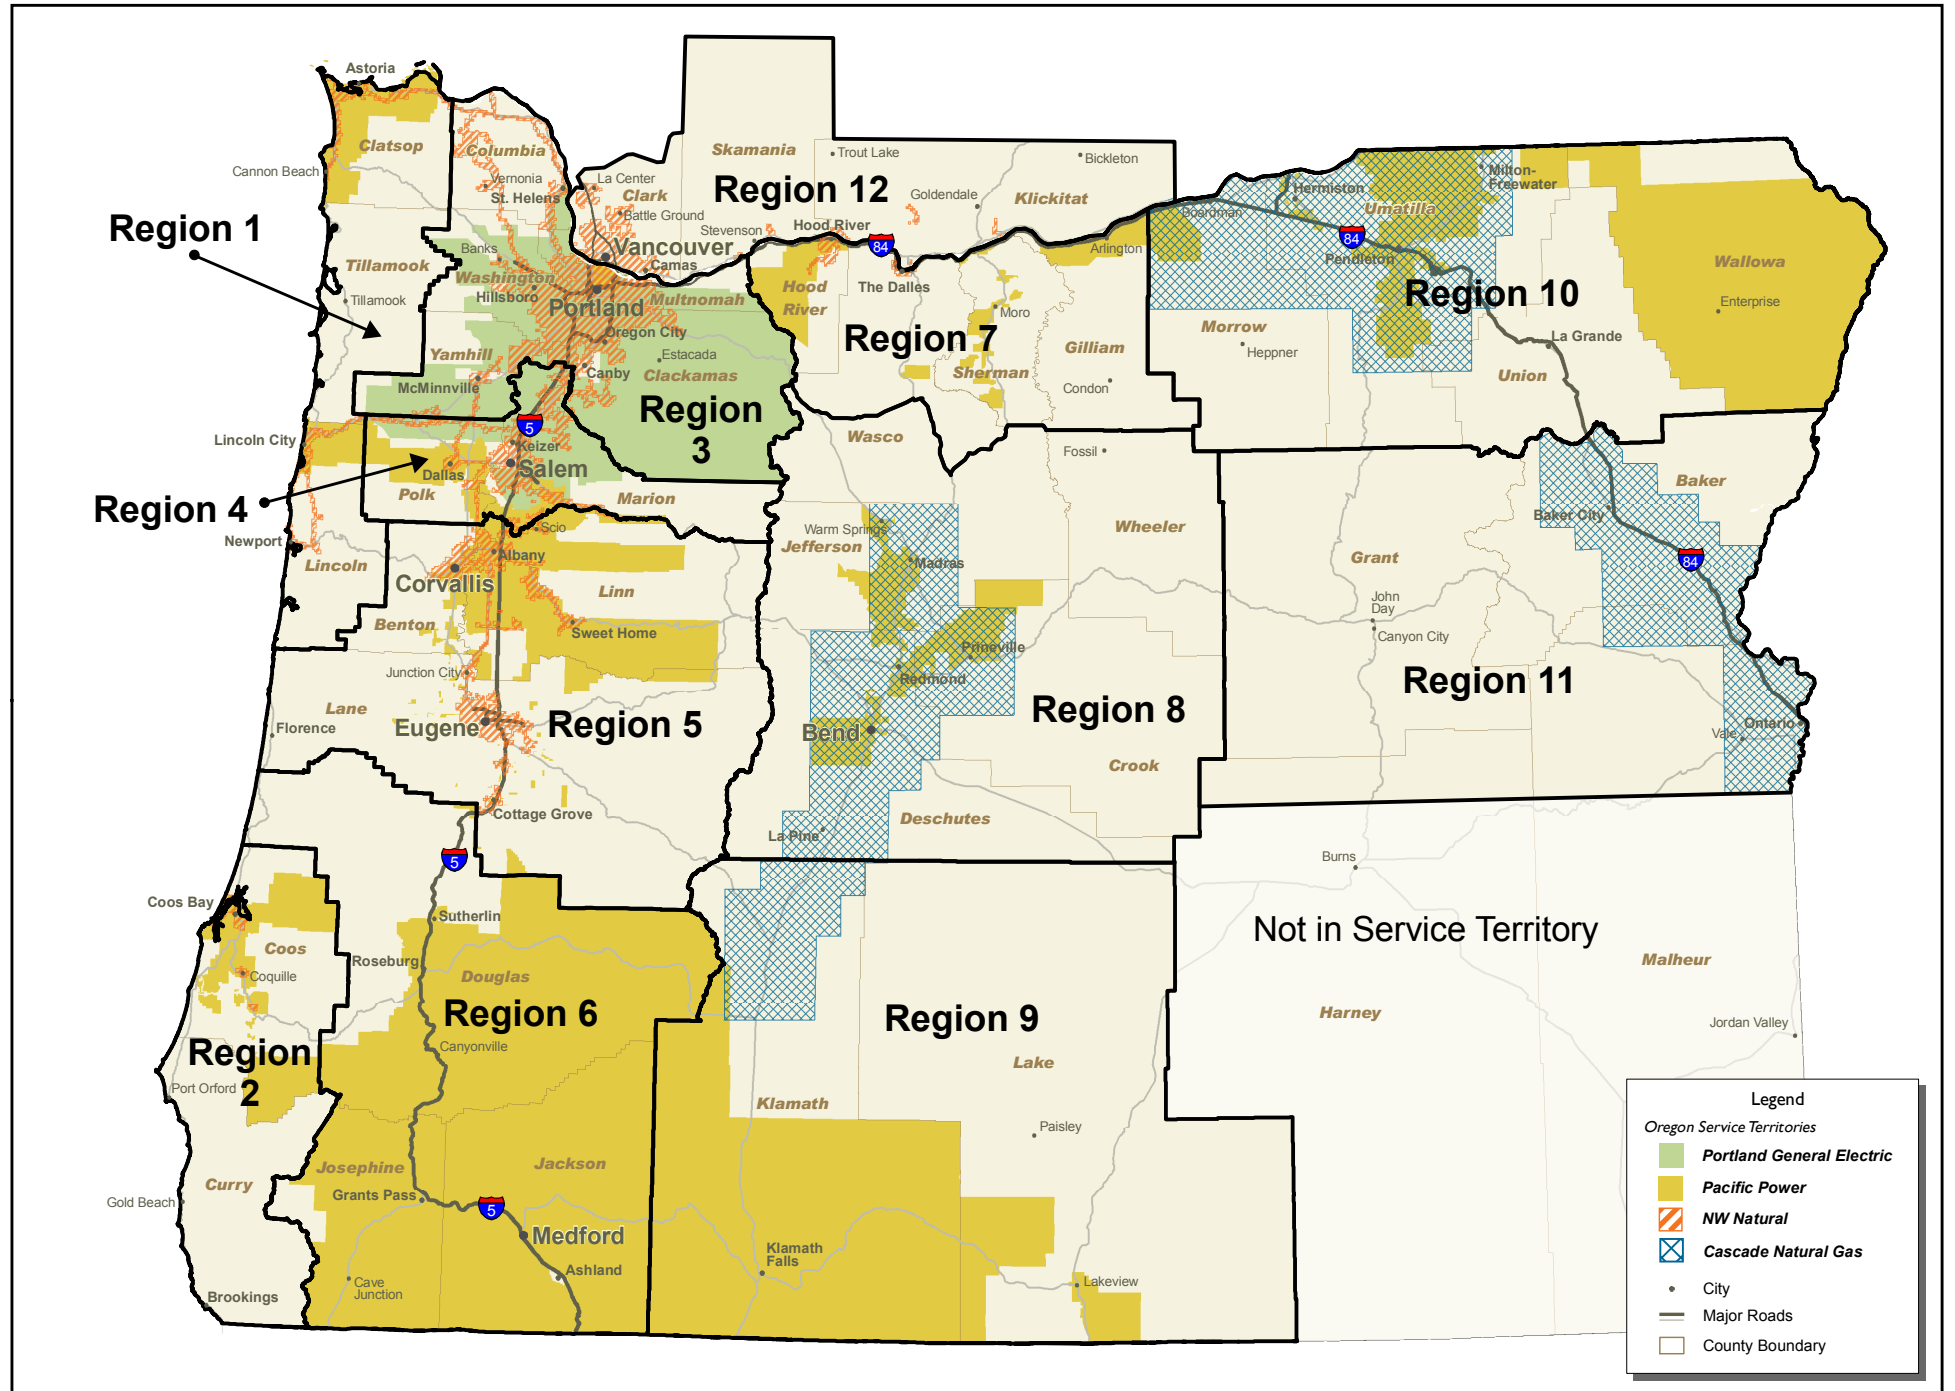 Astoria
Clatsop
Columbia
Cannon Beach
Vernonia
St. Helens
La Center
Clark
Battle Ground
Skamania
Trout Lake
Bickleton
Region 12
Goldendale
Klickitat
Hermiston
Milton-
Freewater
Boardman
Umatilla
Region 1
Banks
Vancouver
Stevenson
Hood River
84
Arlington
84
Pendleton
Wallowa
Tillamook
Washington
Camas
Hillsboro
Multnomah
Hood
River
The Dalles
Region 10
Enterprise
Tillamook
Portland
Moro
Oregon City
Region 7
Morrow
La Grande
Yamhill
Estacada
Gilliam
Heppner
McMinnville
Canby
Clackamas
Sherman
Condon
Union
Region
3
Lincoln City
5
Keizer
Wasco
Fossil
Salem
Dallas
Polk
Marion
Baker
Region 4
Newport
Scio
Warm Springs
Wheeler
Baker City
Lincoln
Albany
Jefferson
Madras
Grant
84
Corvallis
Linn
John
Day
Benton
Sweet Home
Canyon City
Prineville
Junction City
Redmond
Region 11
Lane
Region 5
Region 8
Florence
Eugene
Bend
Ontario
Vale
Crook
Cottage Grove
Deschutes
La Pine
5
Burns
Coos Bay
Sutherlin
Not in Service Territory
Coos
Roseburg
Coquille
Douglas
Malheur
Region 6
Region 9
Harney
Jordan Valley
Region
2
Canyonville
Lake
Port Orford
Klamath
Paisley
Josephine
Jackson
Curry
Grants Pass
Gold Beach
5
Medford
Klamath
Falls
Ashland
Lakeview
Cave
Junction
Brookings
Legend
Oregon Service Territories
Portland General Electric
Pacific Power
NW Natural
Cascade Natural Gas
City
Major Roads
County Boundary